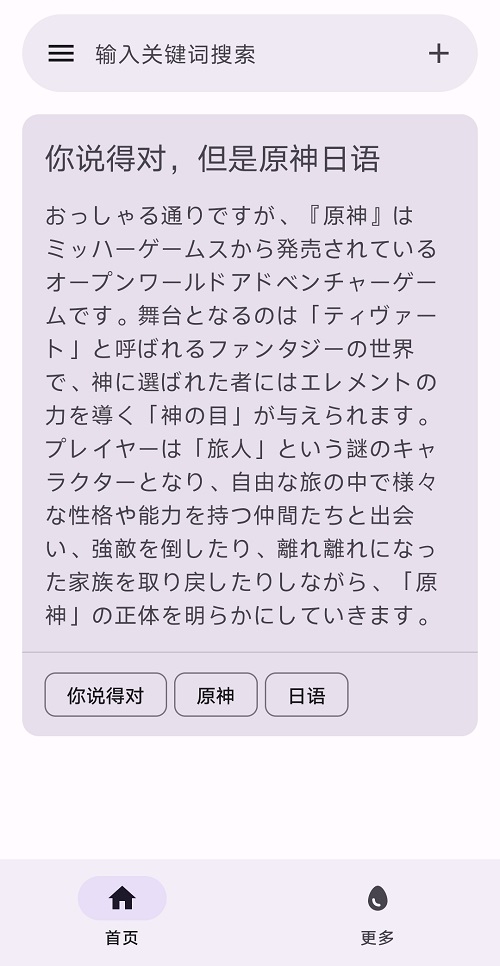 输入关键词搜索
你说得对，但是原神日语
おっしゃる通りですが、『原神』は
ミッハーゲームスから発売されている
オープンワールドアドベンチャーゲー
ムです。舞台となるのは「ティヴァー
ト」と呼ばれるファンタジーの世界
で、神に選ばれた者にはエレメントの
力を導く「神の目」が与えられます。
プレイヤーは「旅人」という謎のキャ
ラクターとなり、自由な旅の中で様々
な性格や能力を持つ仲間たちと出会
い、強敵を倒したり、離れ離れになっ
た家族を取り戻したりしながら、「原
神」の正体を明らかにしていきます。
你说得对 原神 日语
首页 更多